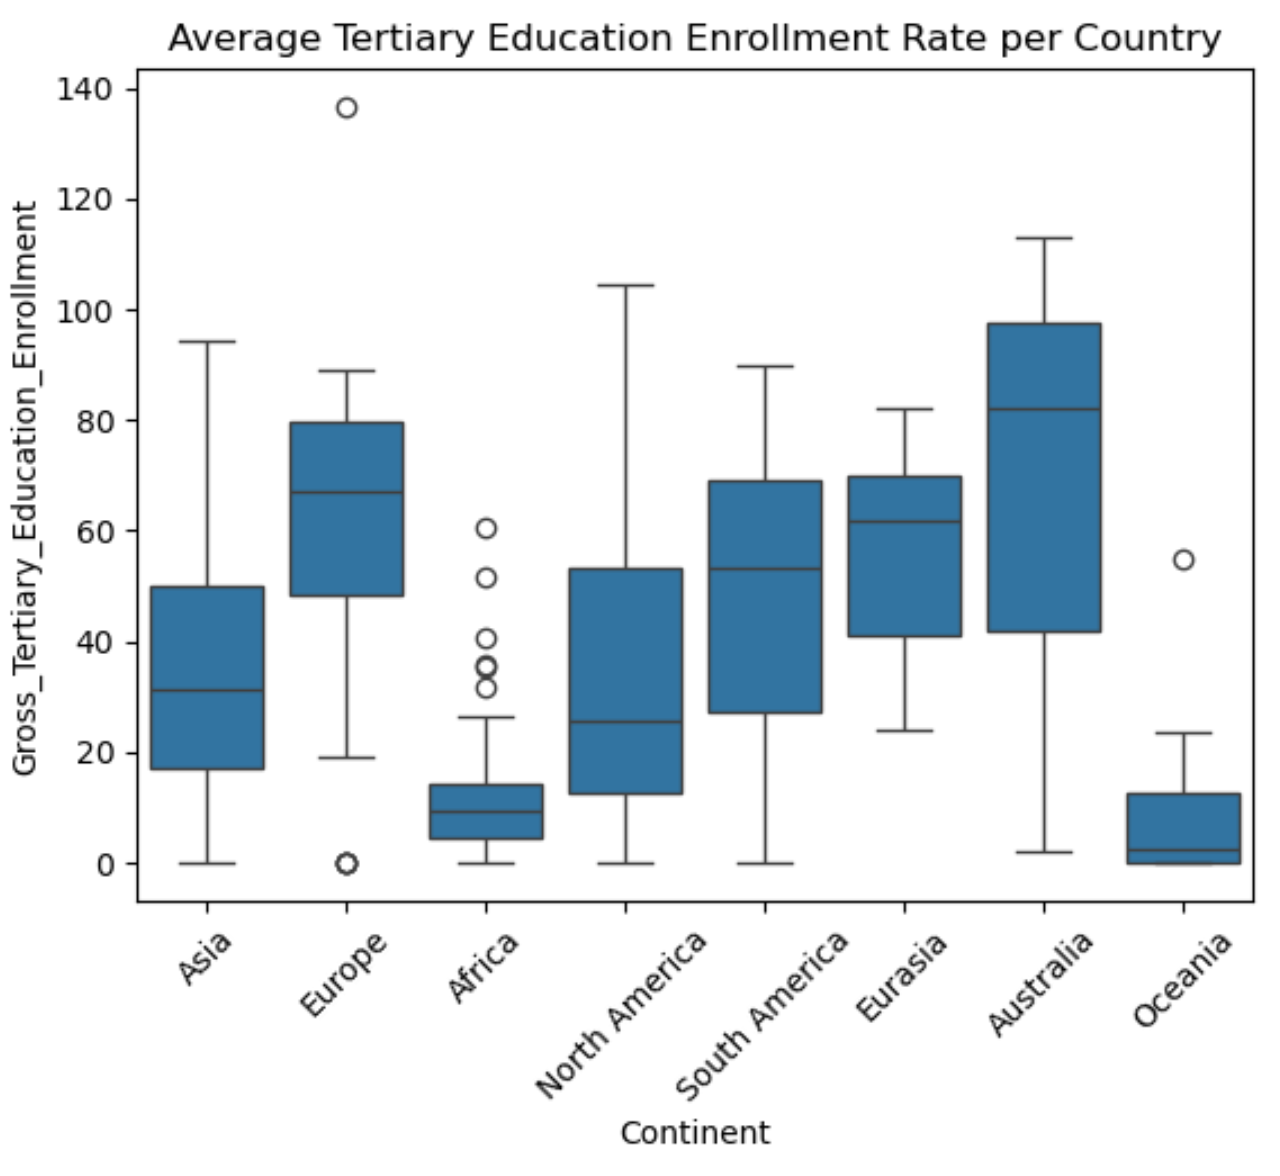 Average Tertiary Education Enrollment Rate per Country
Gross_Tertiary_Education_Enrollment
140
120
100
80
60
40
20
0
Asia
Europe
Africa
North America
South America
Eurasia
Australia
Oceania
Continent